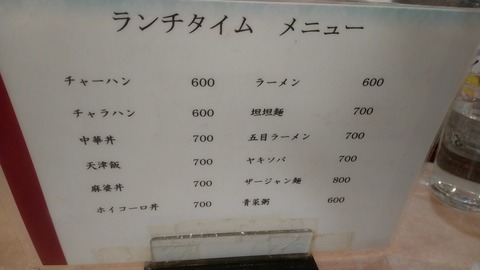 ランチタイム メニュー
チャーハン 600 ラーメン 600
チャラハン 600 坦坦麺 700
中華丼 700 五目ラーメン 700
天津飯 700 ヤキソバ 700
麻婆丼 700 ザージャン麺 800
ホイコーロ丼 700 青菜粥 600